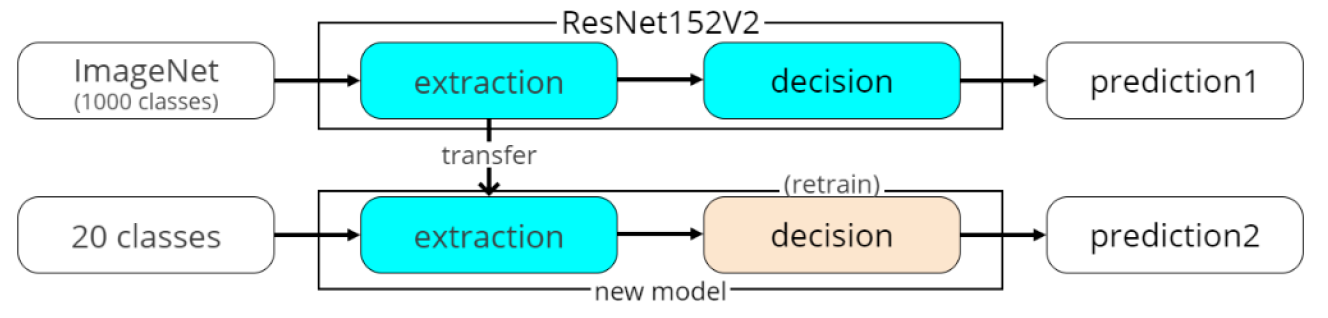 ResNet152V2
ImageNet
(1000 classes)
extraction
decision
prediction1
transfer
(retrain)
20 classes
extraction
decision
prediction2
new model